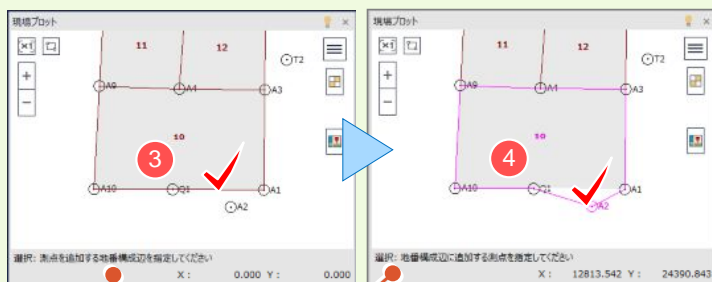 現場プロット
×1
11
12
T2
A9
A4
A3
10
3
A10
Q1
A1
A2
選択: 測点を追加する地番構成辺を指定してください
X: 0.000 Y: 0.000
現場プロット
×1
11
12
T2
A9
A4
A3
10
4
A10
Q1
A1
A2
選択: 地番構成辺に追加する測点を指定してください
X: 12813.542 Y: 24390.843